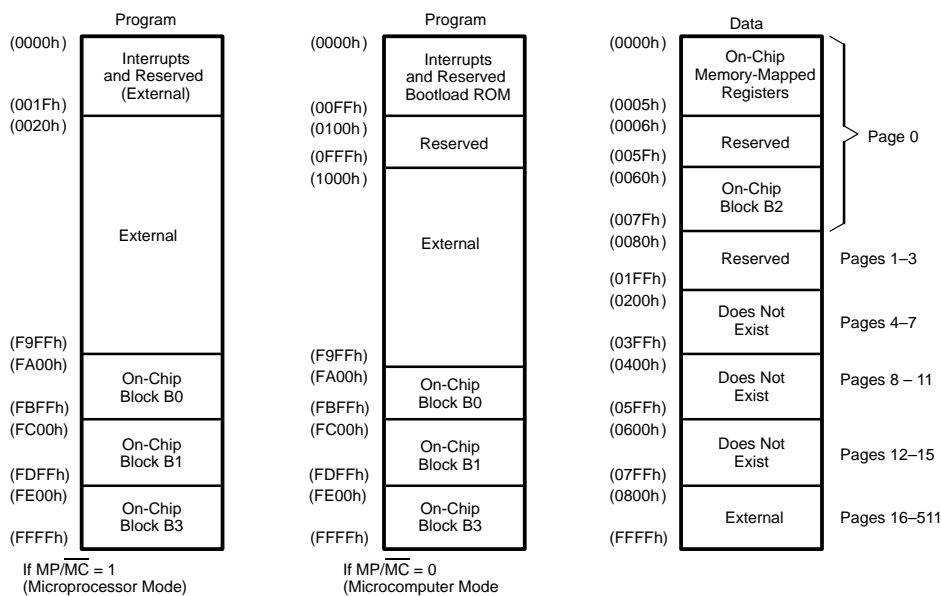 Program
(0000h)
Interrupts
and Reserved
(External)
(001Fh)
(0020h)
External
(F9FFh)
(FA00h)
On-Chip
Block B0
(FBFFh)
(FC00h)
On-Chip
Block B1
(FDFFh)
(FE00h)
On-Chip
Block B3
(FFFFh)
If MP/M̅C̅ = 1
(Microprocessor Mode)
Program
(0000h)
Interrupts
and Reserved
Bootload ROM
(00FFh)
(0100h)
Reserved
(0FFFh)
(1000h)
External
(F9FFh)
(FA00h)
On-Chip
Block B0
(FBFFh)
(FC00h)
On-Chip
Block B1
(FDFFh)
(FE00h)
On-Chip
Block B3
(FFFFh)
If MP/M̅C̅ = 0
(Microcomputer Mode
Data
(0000h)
On-Chip
Memory-Mapped
Registers
(0005h)
(0006h)
Reserved
(005Fh)
(0060h)
On-Chip
Block B2
(007Fh)
Page 0
(0080h)
Reserved
(01FFh)
Pages 1–3
(0200h)
Does Not
Exist
(03FFh)
Pages 4–7
(0400h)
Does Not
Exist
(05FFh)
Pages 8 – 11
(0600h)
Does Not
Exist
(07FFh)
Pages 12–15
(0800h)
External
(FFFFh)
Pages 16–511